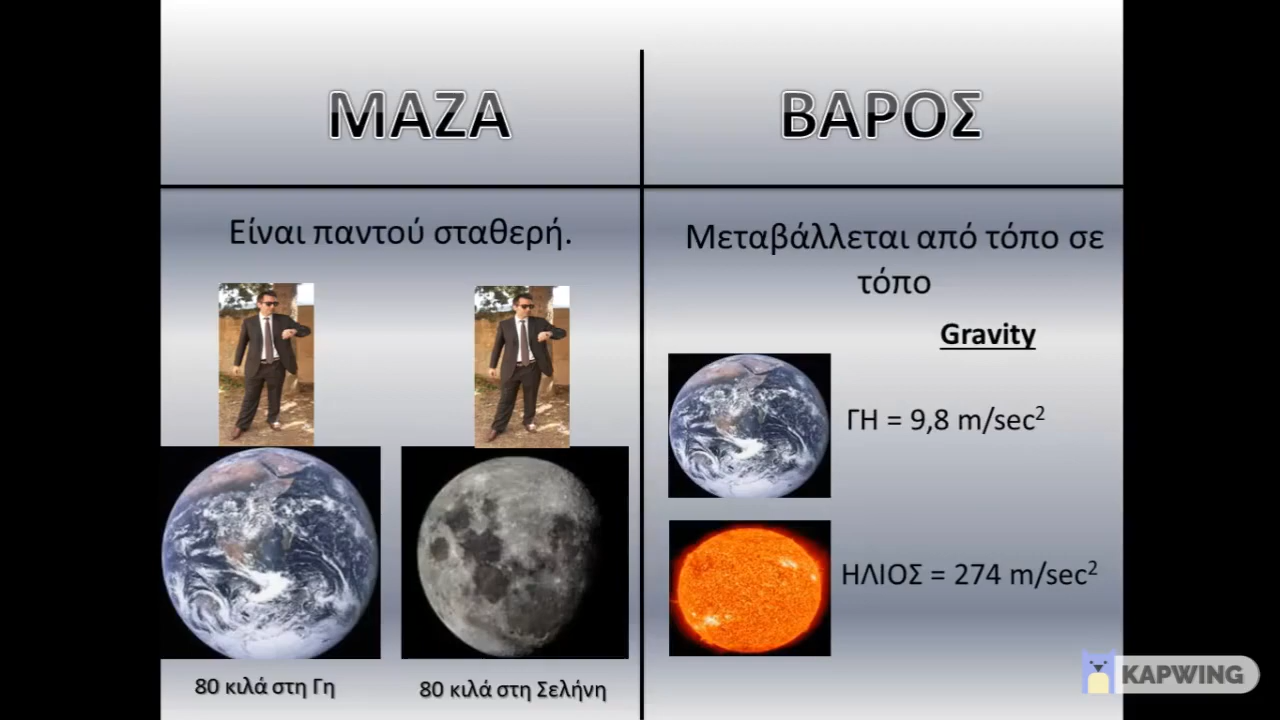 ΜΑΖΑ
ΒΑΡΟΣ
Είναι παντού σταθερή.
80 κιλά στη Γη
80 κιλά στη Σελήνη
Μεταβάλλεται από τόπο σε
τόπο
Gravity
ΓΗ = 9,8 m/sec²
ΗΛΙΟΣ = 274 m/sec²
KAPWING